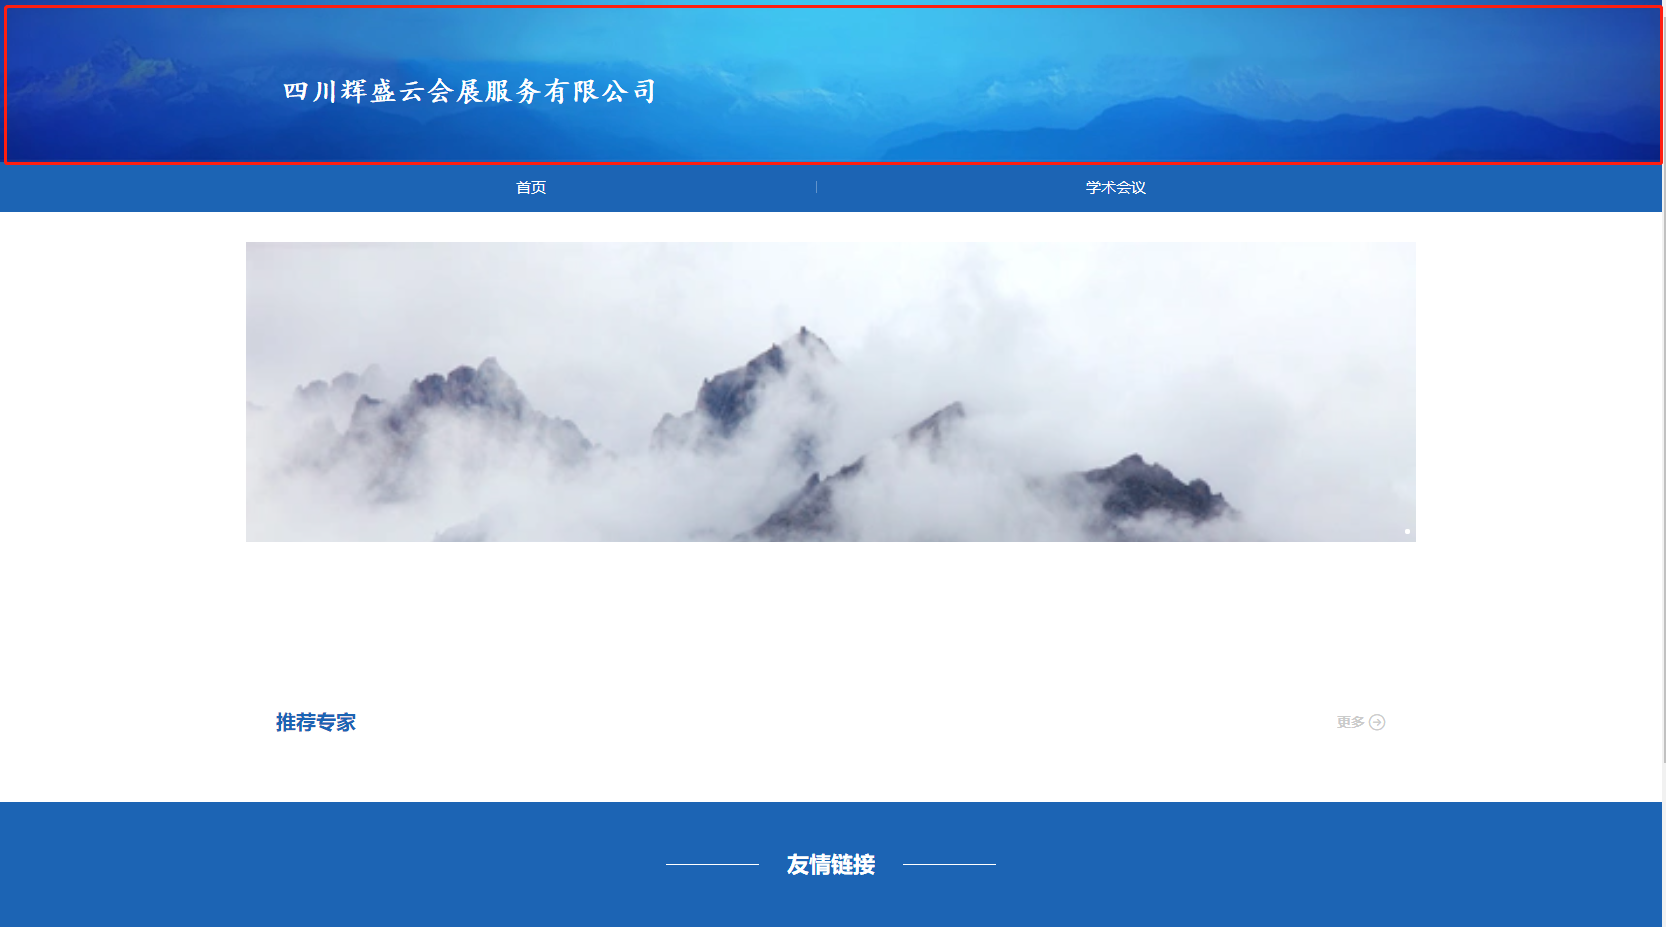 四川辉盛云会展服务有限公司
首页
学术会议
推荐专家
更多
友情链接